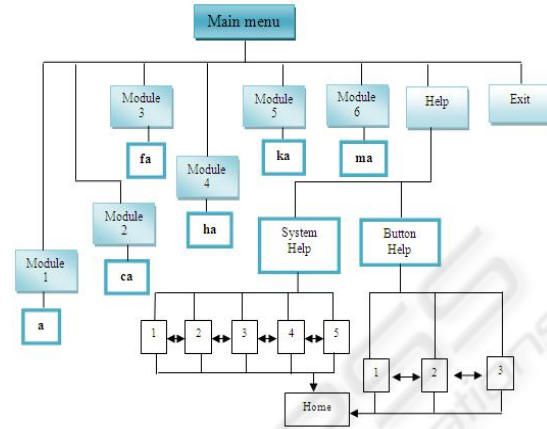 Main menu
Module
3
Module
5
Module
6
Help
Exit
fa
Module
4
ka
ma
Module
2
ha
System
Help
Button
Help
Module
1
ca
a
1
2
3
4
5
1
2
3
Home